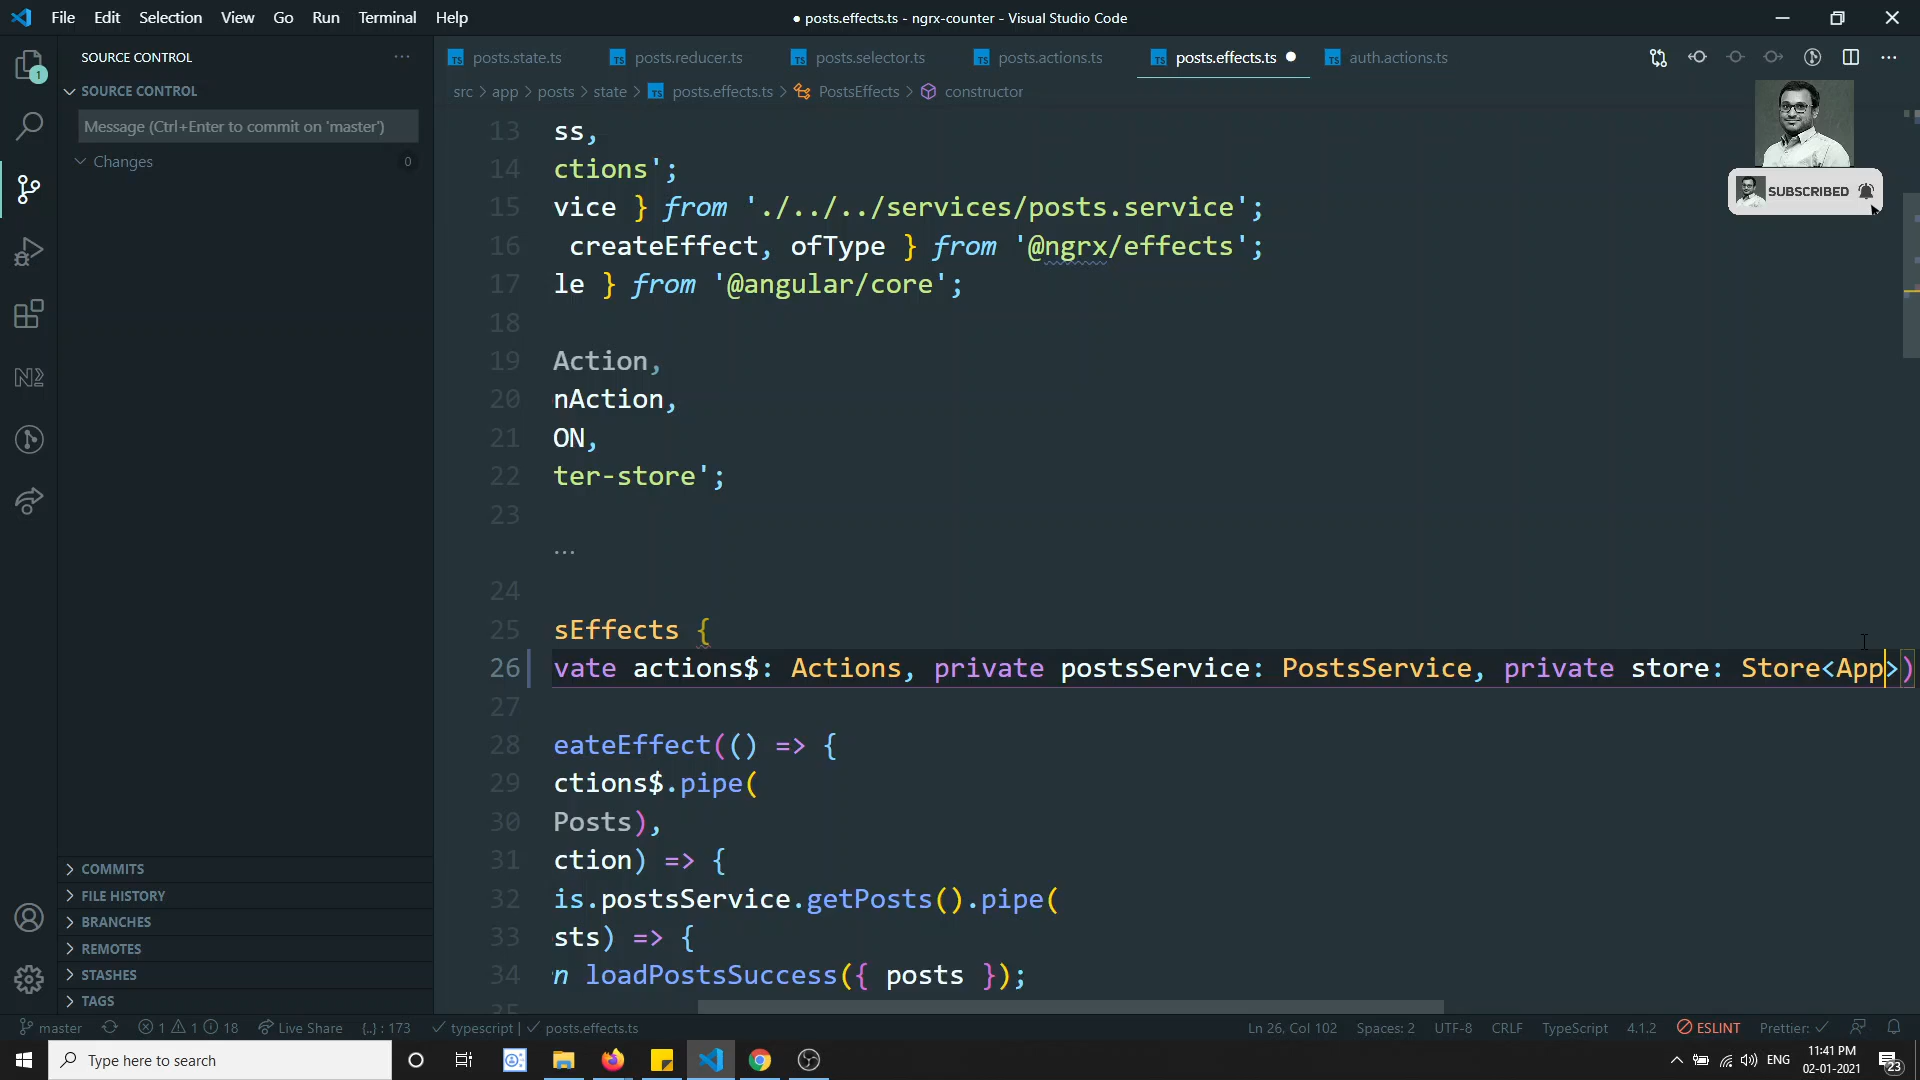 File Edit Selection View Go Run Terminal Help
● posts.effects.ts - ngrx-counter - Visual Studio Code
SOURCE CONTROL
posts.state.ts posts.reducer.ts posts.selector.ts posts.actions.ts posts.effects.ts auth.actions.ts
src > app > posts > state > posts.effects.ts > PostsEffects > constructor
1
SOURCE CONTROL
Message (Ctrl+Enter to commit on 'master')
Changes 0
SUBSCRIBED
13 ss,
14 ctions';
15 vice } from './../../services/posts.service';
16 createEffect, ofType } from '@ngrx/effects';
17 le } from '@angular/core';
18
19 Action,
20 nAction,
21 ON,
22 ter-store';
23
...
24
25 sEffects {
26 vate actions$: Actions, private postsService: PostsService, private store: Store<App>)
27
28 eateEffect(() => {
29 ctions$.pipe(
30 Posts),
31 ction) => {
32 is.postsService.getPosts().pipe(
33 sts) => {
34 n loadPostsSuccess({ posts });
35
COMMITS
FILE HISTORY
BRANCHES
REMOTES
STASHES
TAGS
master 1 1 18 Live Share {..} : 173 typescript | posts.effects.ts
Ln 26, Col 102 Spaces: 2 UTF-8 CRLF TypeScript 4.1.2 ESLINT Prettier: ✓
Type here to search
ENG
11:41 PM
02-01-2021
23